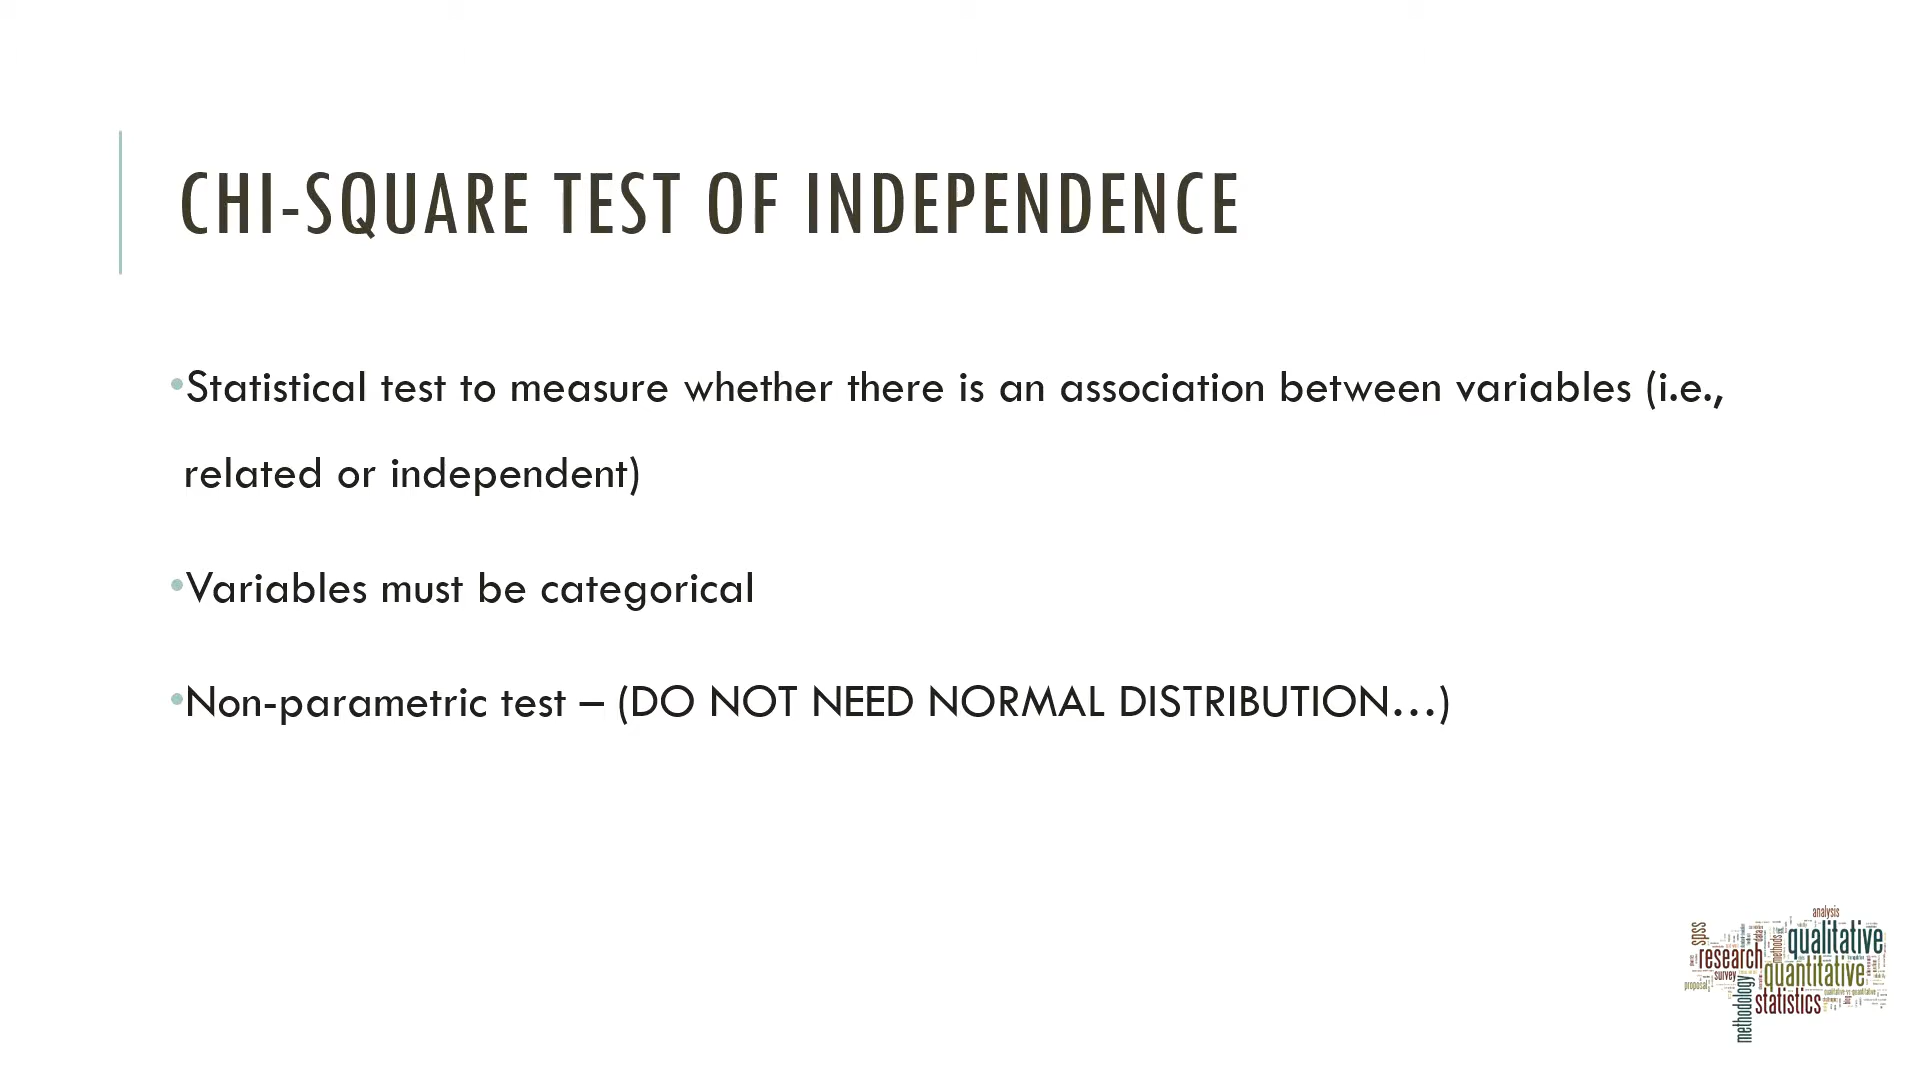 CHI-SQUARE TEST OF INDEPENDENCE
•Statistical test to measure whether there is an association between variables (i.e.,
related or independent)
•Variables must be categorical
•Non-parametric test – (DO NOT NEED NORMAL DISTRIBUTION…)
analysis
spss
qualitative
research
methods
data
survey
quantitative
proposal
methodology
statistics